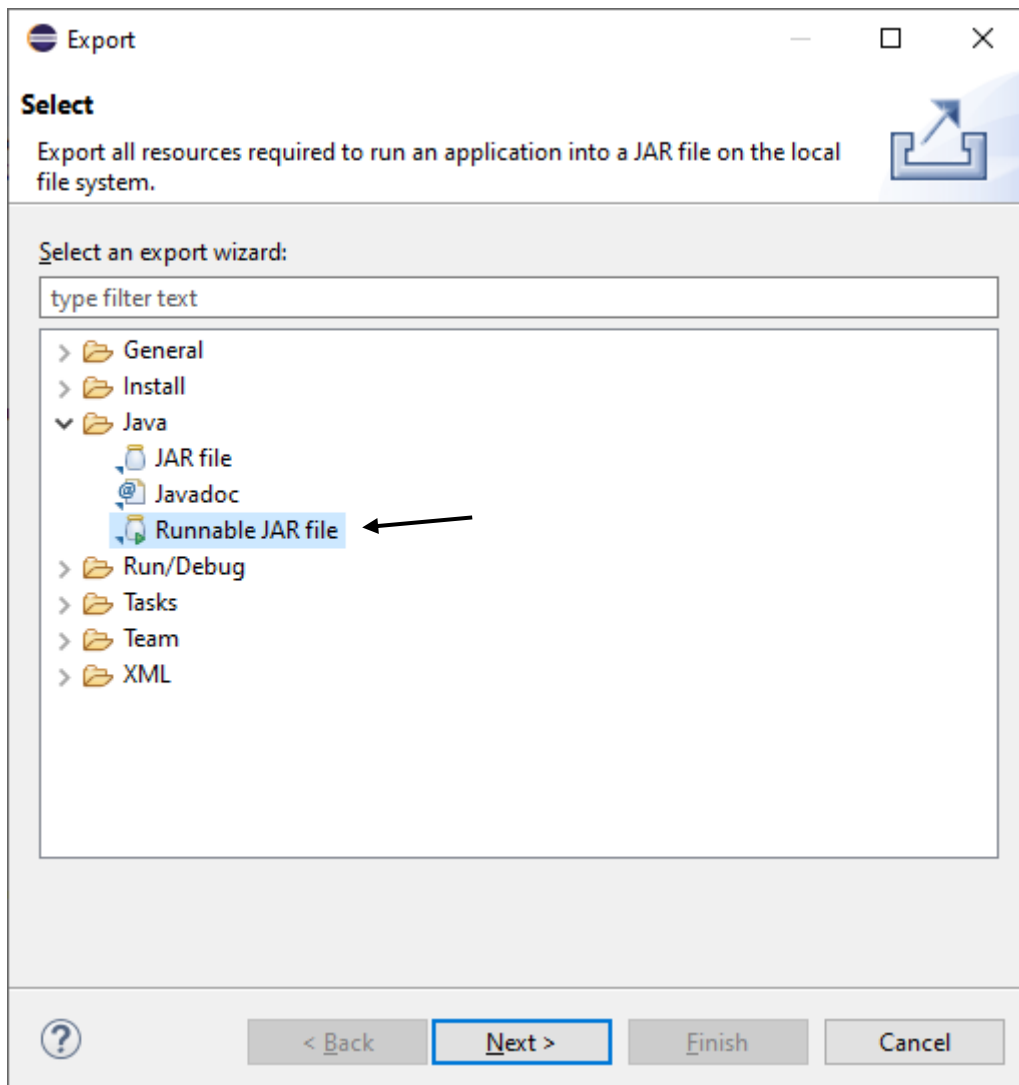 Export
Select
Export all resources required to run an application into a JAR file on the local
file system.
Select an export wizard:
type filter text
General
Install
Java
JAR file
Javadoc
Runnable JAR file
Run/Debug
Tasks
Team
XML
< Back
Next >
Finish
Cancel